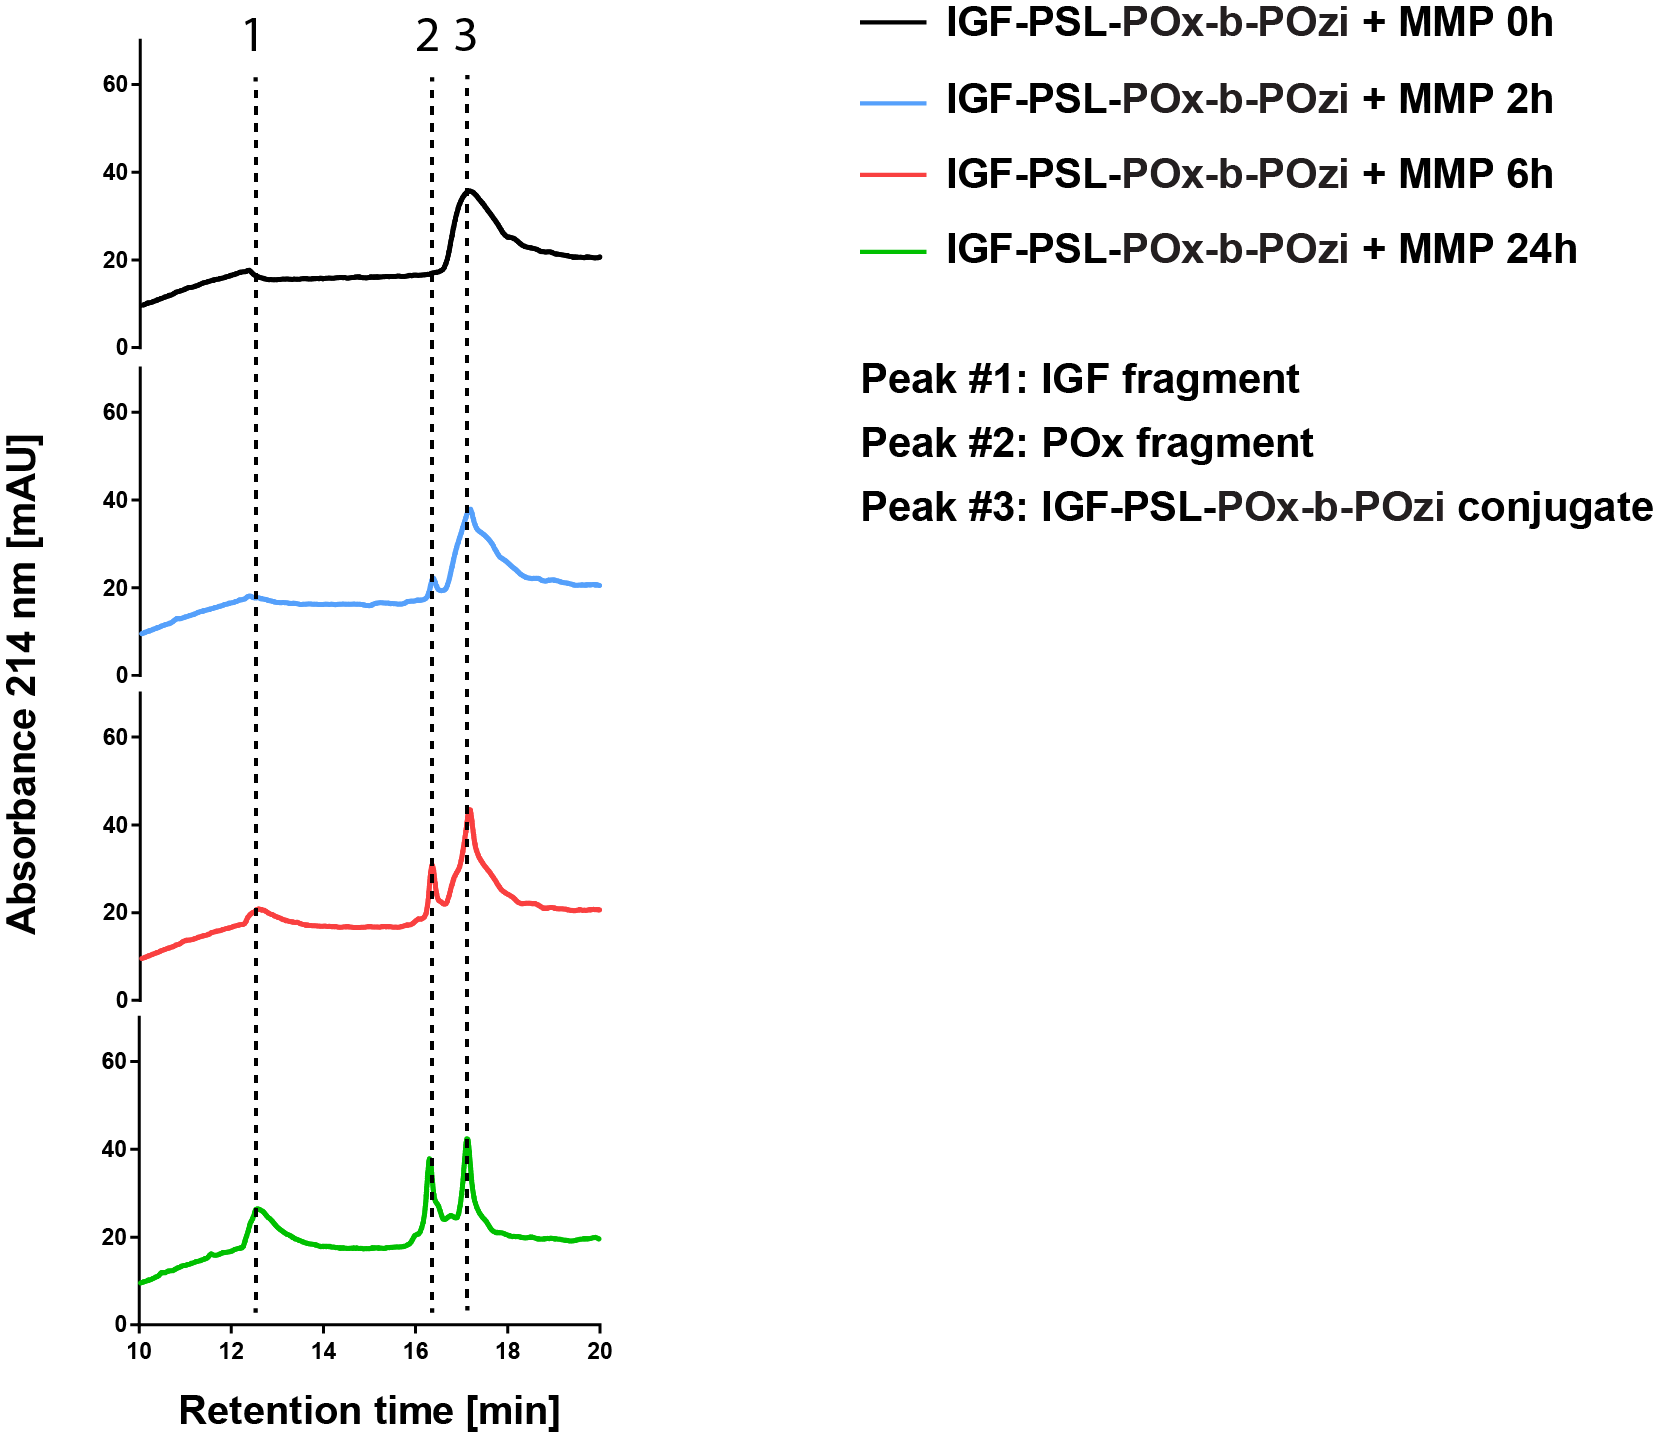 1 2 3
IGF-PSL-POx-b-POzi + MMP 0h
IGF-PSL-POx-b-POzi + MMP 2h
IGF-PSL-POx-b-POzi + MMP 6h
IGF-PSL-POx-b-POzi + MMP 24h
Peak #1: IGF fragment
Peak #2: POx fragment
Peak #3: IGF-PSL-POx-b-POzi conjugate
Absorbance 214 nm [mAU]
60
40
20
0
60
40
20
0
60
40
20
0
60
40
20
0
10 12 14 16 18 20
Retention time [min]